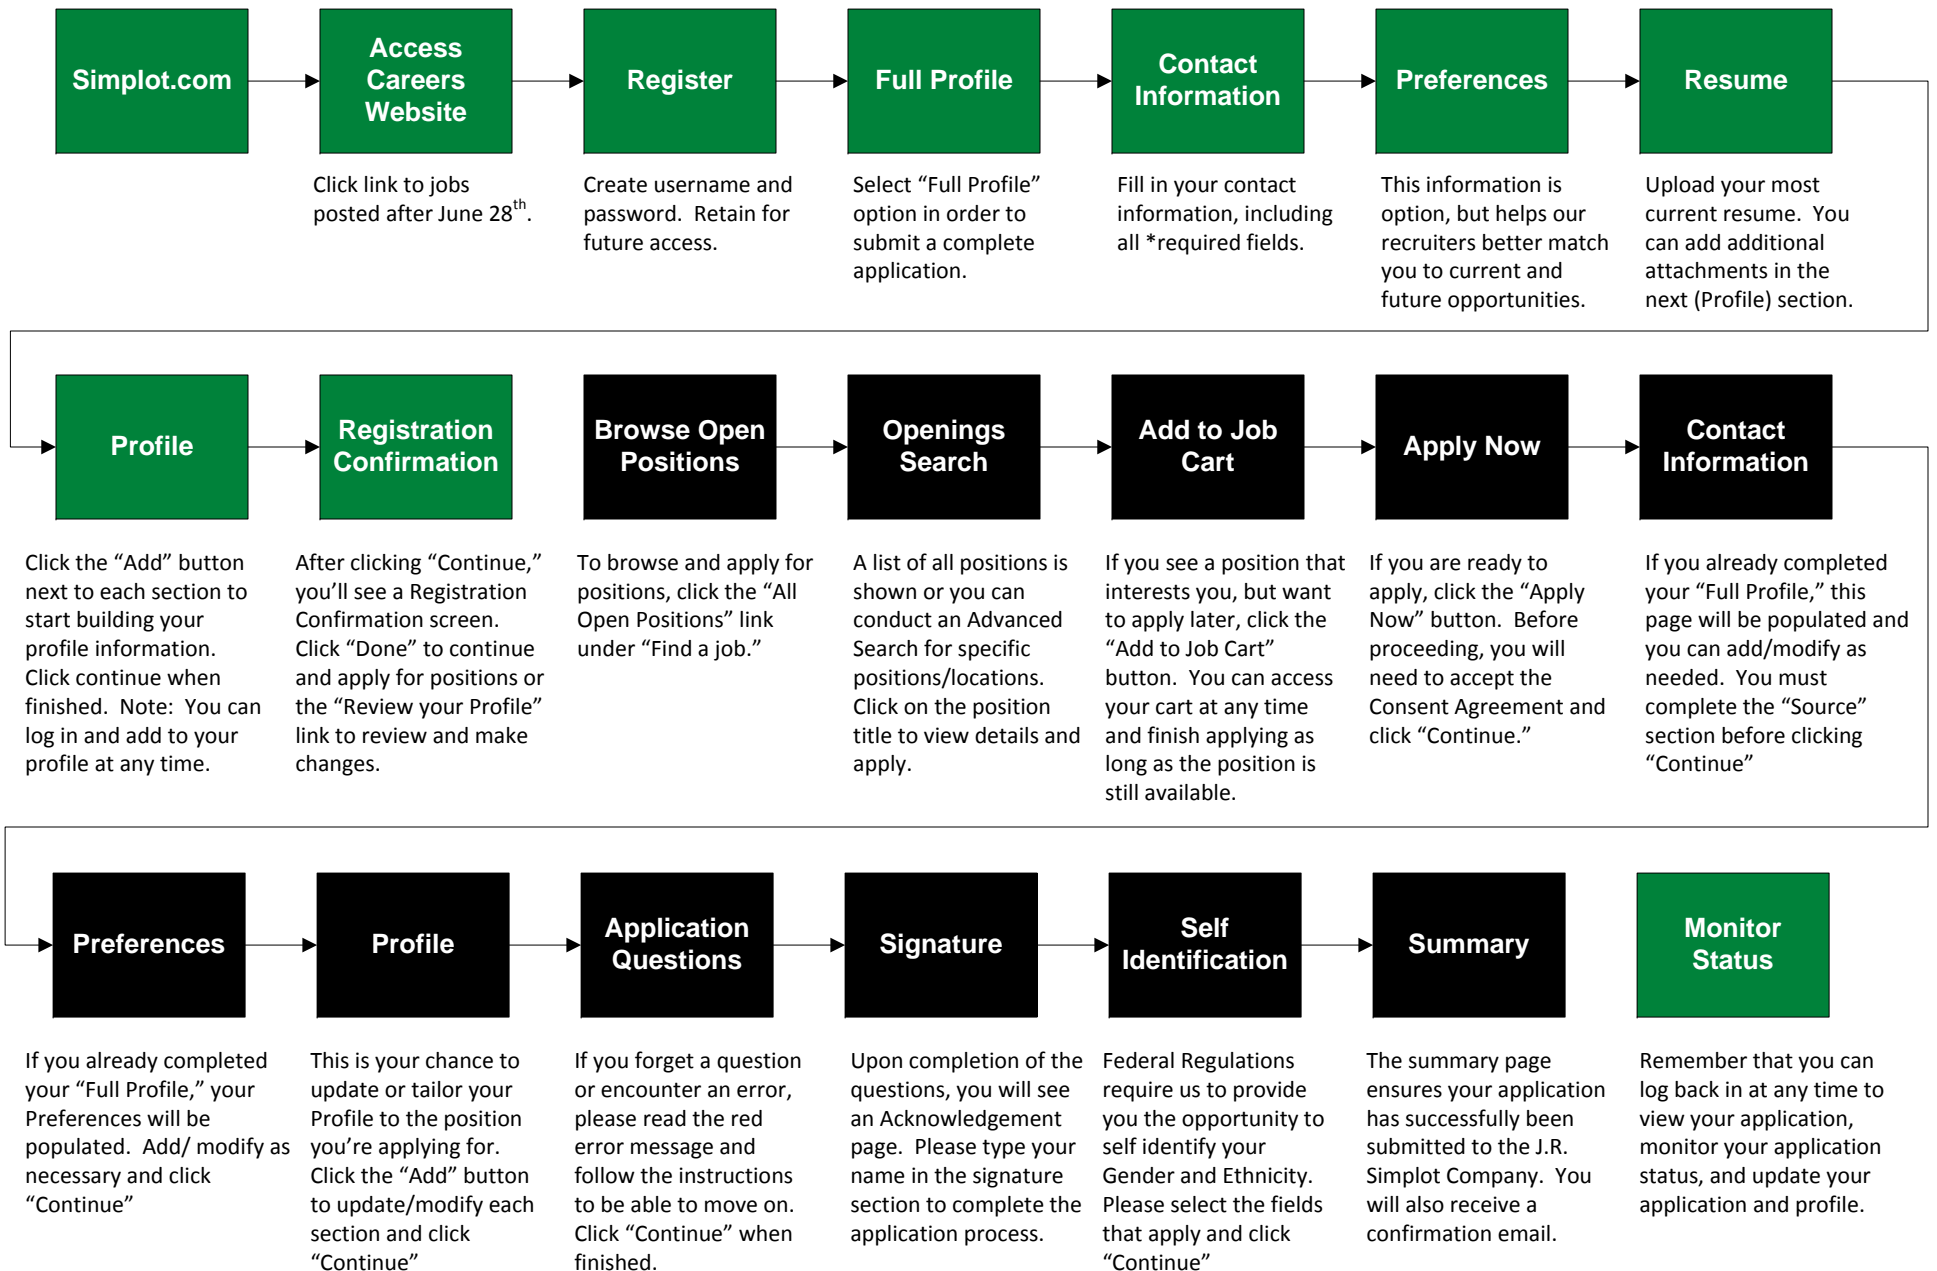 Simplot.com
Access
Careers
Website
Register
Full Profile
Contact
Information
Preferences
Resume
Click link to jobs
posted after June 28th.
Create username and
password.  Retain for
future access.
Select “Full Profile”
option in order to
submit a complete
application.
Fill in your contact
information, including
all *required fields.
This information is
option, but helps our
recruiters better match
you to current and
future opportunities.
Upload your most
current resume.  You
can add additional
attachments in the
next (Profile) section.
Profile
Registration
Confirmation
Browse Open
Positions
Openings
Search
Add to Job
Cart
Apply Now
Contact
Information
Click the “Add” button
next to each section to
start building your
profile information.
Click continue when
finished.  Note:  You can
log in and add to your
profile at any time.
After clicking “Continue,”
you’ll see a Registration
Confirmation screen.
Click “Done” to continue
and apply for positions or
the “Review your Profile”
link to review and make
changes.
To browse and apply for
positions, click the “All
Open Positions” link
under “Find a job.”
A list of all positions is
shown or you can
conduct an Advanced
Search for specific
positions/locations.
Click on the position
title to view details and
apply.
If you see a position that
interests you, but want
to apply later, click the
“Add to Job Cart”
button.  You can access
your cart at any time
and finish applying as
long as the position is
still available.
If you are ready to
apply, click the “Apply
Now” button.  Before
proceeding, you will
need to accept the
Consent Agreement and
click “Continue.”
If you already completed
your “Full Profile,” this
page will be populated and
you can add/modify as
needed.  You must
complete the “Source”
section before clicking
“Continue”
Preferences
Profile
Application
Questions
Signature
Self
Identification
Summary
Monitor
Status
If you already completed
your “Full Profile,” your
Preferences will be
populated.  Add/ modify as
necessary and click
“Continue”
This is your chance to
update or tailor your
Profile to the position
you’re applying for.
Click the “Add” button
to update/modify each
section and click
“Continue”
If you forget a question
or encounter an error,
please read the red
error message and
follow the instructions
to be able to move on.
Click “Continue” when
finished.
Upon completion of the
questions, you will see
an Acknowledgement
page.  Please type your
name in the signature
section to complete the
application process.
Federal Regulations
require us to provide
you the opportunity to
self identify your
Gender and Ethnicity.
Please select the fields
that apply and click
“Continue”
The summary page
ensures your application
has successfully been
submitted to the J.R.
Simplot Company.  You
will also receive a
confirmation email.
Remember that you can
log back in at any time to
view your application,
monitor your application
status, and update your
application and profile.